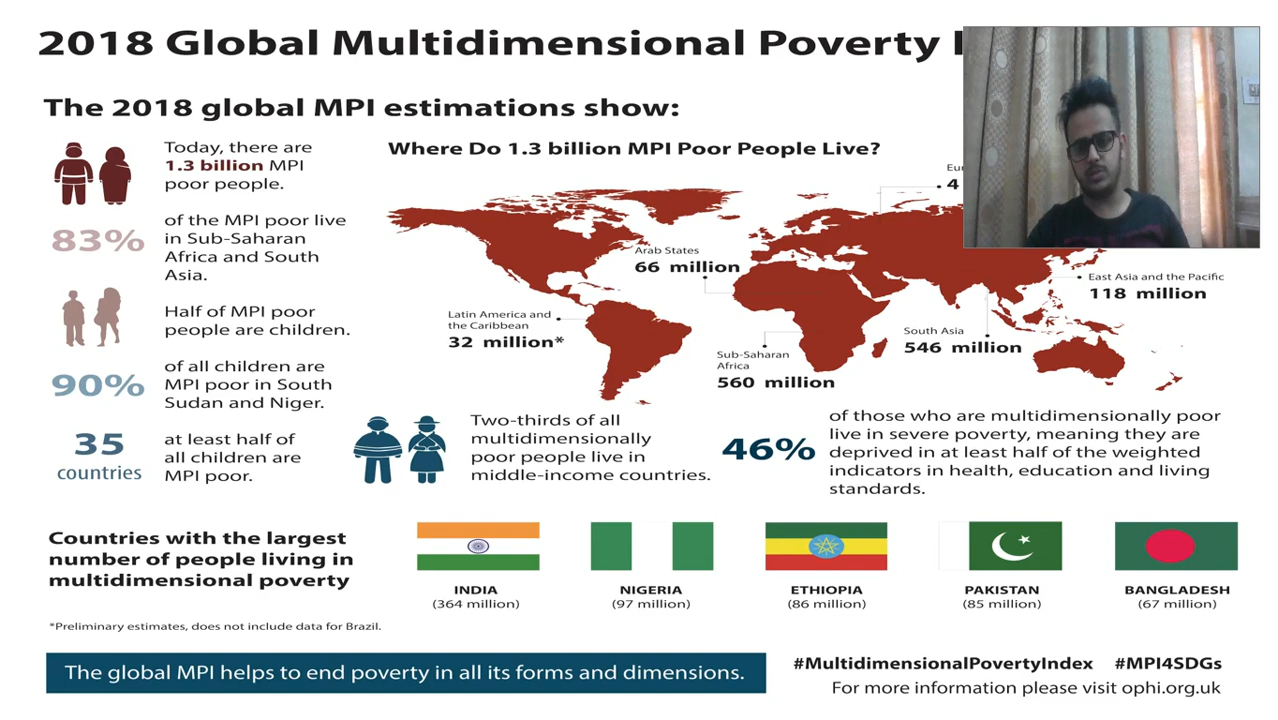 2018 Global Multidimensional Poverty
The 2018 global MPI estimations show:
Today, there are
1.3 billion MPI
poor people.
83%
of the MPI poor live
in Sub-Saharan
Africa and South
Asia.
Half of MPI poor
people are children.
90%
of all children are
MPI poor in South
Sudan and Niger.
35
countries
at least half of
all children are
MPI poor.
Where Do 1.3 billion MPI Poor People Live?
4
Arab States
66 million
East Asia and the Pacific
118 million
Latin America and
the Caribbean
32 million*
South Asia
546 million
Sub-Saharan
Africa
560 million
Two-thirds of all
multidimensionally
poor people live in
middle-income countries.
46%
of those who are multidimensionally poor
live in severe poverty, meaning they are
deprived in at least half of the weighted
indicators in health, education and living
standards.
Countries with the largest
number of people living in
multidimensional poverty
INDIA
(364 million)
NIGERIA
(97 million)
ETHIOPIA
(86 million)
PAKISTAN
(85 million)
BANGLADESH
(67 million)
*Preliminary estimates, does not include data for Brazil.
The global MPI helps to end poverty in all its forms and dimensions.
#MultidimensionalPovertyIndex #MPI4SDGs
For more information please visit ophi.org.uk